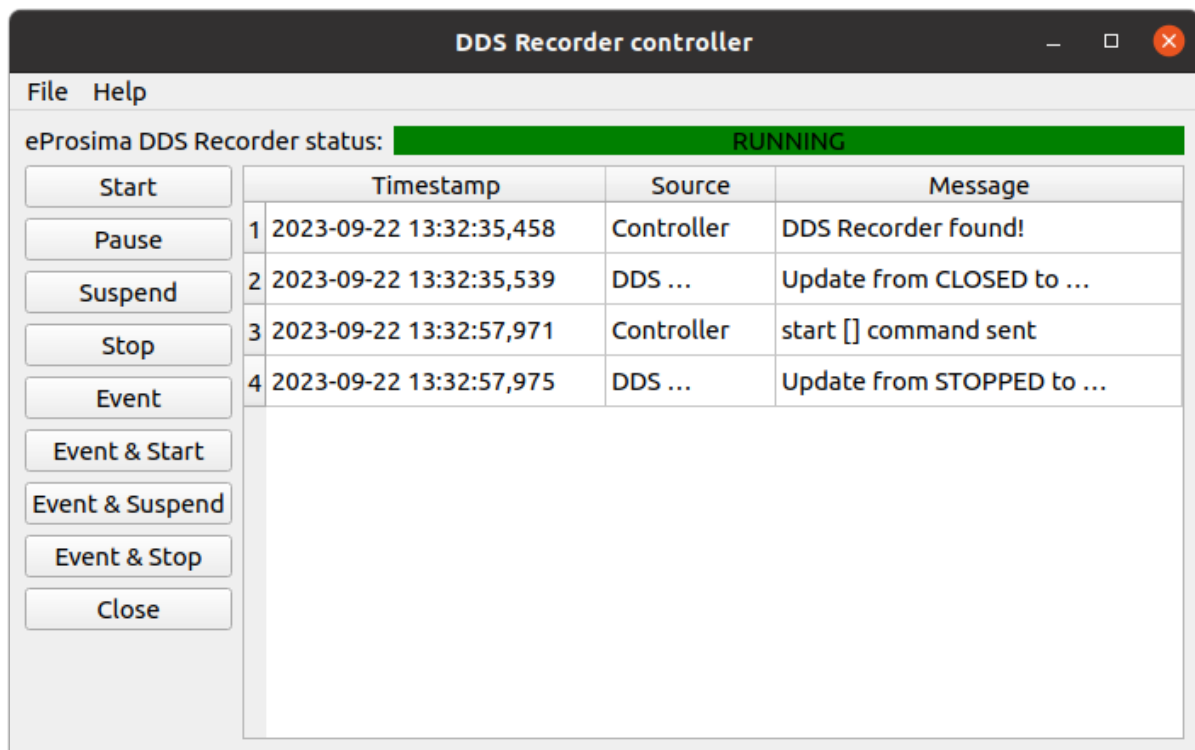 DDS Recorder controller
File Help
eProsima DDS Recorder status: RUNNING
Start
Pause
Suspend
Stop
Event
Event & Start
Event & Suspend
Event & Stop
Close
Timestamp Source Message
1 2023-09-22 13:32:35,458 Controller DDS Recorder found!
2 2023-09-22 13:32:35,539 DDS ... Update from CLOSED to ...
3 2023-09-22 13:32:57,971 Controller start [] command sent
4 2023-09-22 13:32:57,975 DDS ... Update from STOPPED to ...